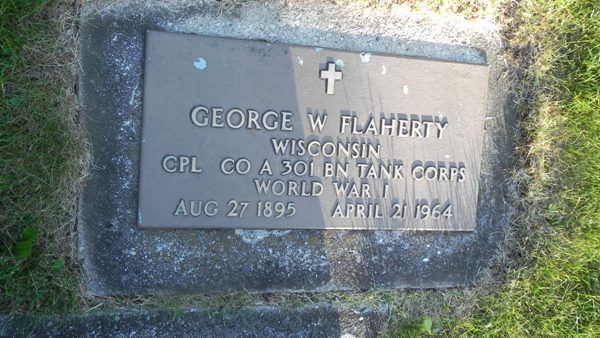 GEORGE W FLAHERTY
WISCONSIN
CPL CO A 301 BN TANK CORPS
WORLD WAR I
AUG 27 1895 APRIL 21 1964